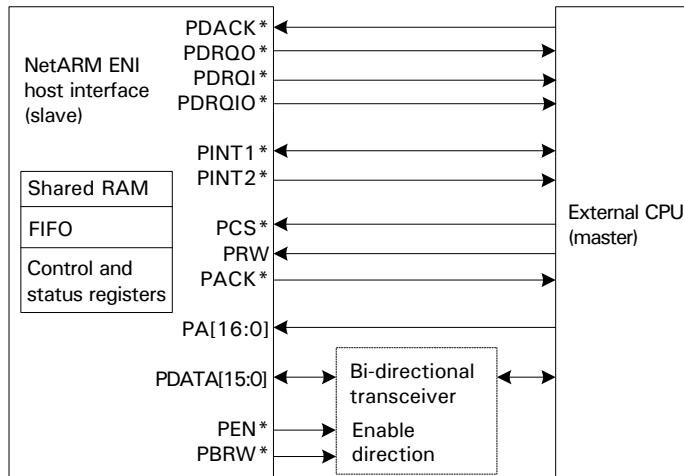 NetARM ENI
host interface
(slave)
Shared RAM
FIFO
Control and
status registers
PDACK*
PDRQO*
PDRQI*
PDRQIO*
PINT1*
PINT2*
PCS*
PRW
PACK*
PA[16:0]
PDATA[15:0]
PEN*
PBRW*
Bi-directional
transceiver
Enable
direction
External CPU
(master)